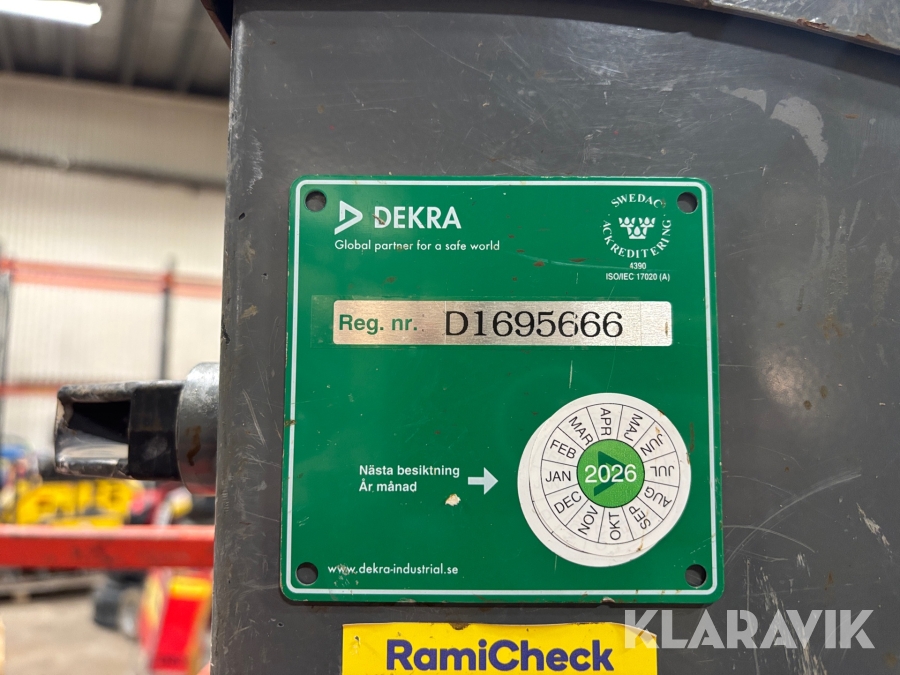 DEKRA
Global partner for a safe world
SWEDAC
ACKREDITERING
4390
ISO/IEC 17020 (A)
Reg. nr. D1695666
Nästa besiktning
År månad
JAN
FEB
MAR
APR
MAJ
JUN
JUL
AUG
SEP
OKT
NOV
DEC
2026
www.dekra-industrial.se
RamiCheck
KLARAVIK